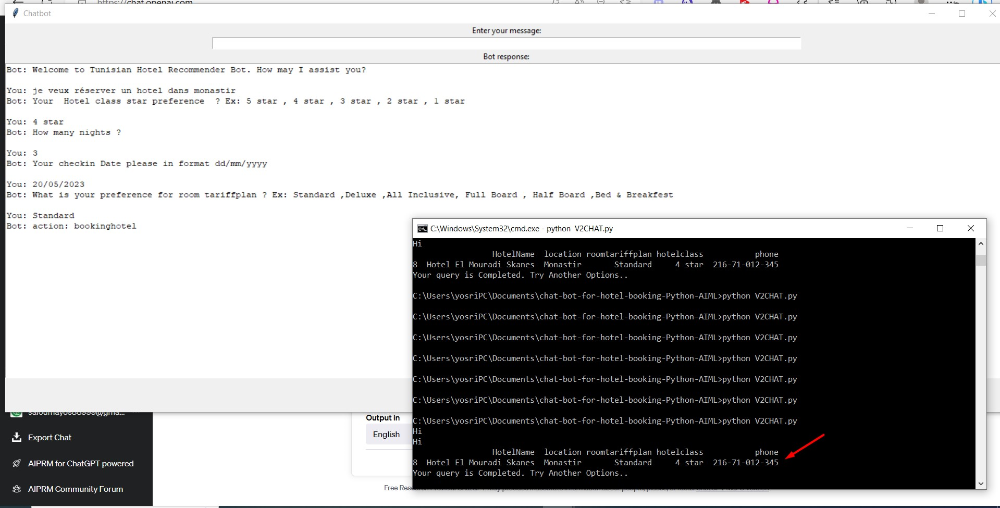 https://chat.openai.com
Chatbot
Enter your message:
Bot response:
Bot: Welcome to Tunisian Hotel Recommender Bot. How may I assist you?
You: je veux réserver un hotel dans monastir
Bot: Your  Hotel class star preference  ? Ex: 5 star , 4 star , 3 star , 2 star , 1 star
You: 4 star
Bot: How many nights ?
You: 3
Bot: Your checkin Date please in format dd/mm/yyyy
You: 20/05/2023
Bot: What is your preference for room tariffplan ? Ex: Standard ,Deluxe ,All Inclusive, Full Board , Half Board ,Bed & Breakfest
You: Standard
Bot: action: bookinghotel
C:\Windows\System32\cmd.exe - python  V2CHAT.py
Hi
HotelName  location roomtariffplan hotelclass phone
8  Hotel El Mouradi Skanes  Monastir Standard 4 star  216-71-012-345
Your query is Completed. Try Another Options..
C:\Users\yosriPC\Documents\chat-bot-for-hotel-booking-Python-AIML>python V2CHAT.py
C:\Users\yosriPC\Documents\chat-bot-for-hotel-booking-Python-AIML>python V2CHAT.py
C:\Users\yosriPC\Documents\chat-bot-for-hotel-booking-Python-AIML>python V2CHAT.py
C:\Users\yosriPC\Documents\chat-bot-for-hotel-booking-Python-AIML>python V2CHAT.py
C:\Users\yosriPC\Documents\chat-bot-for-hotel-booking-Python-AIML>python V2CHAT.py
C:\Users\yosriPC\Documents\chat-bot-for-hotel-booking-Python-AIML>python V2CHAT.py
C:\Users\yosriPC\Documents\chat-bot-for-hotel-booking-Python-AIML>python V2CHAT.py
Hi
Hi
HotelName  location roomtariffplan hotelclass phone
8  Hotel El Mouradi Skanes  Monastir Standard 4 star  216-71-012-345
Your query is Completed. Try Another Options..
Export Chat
AIPRM for ChatGPT powered
AIPRM Community Forum
Output in
English
Free